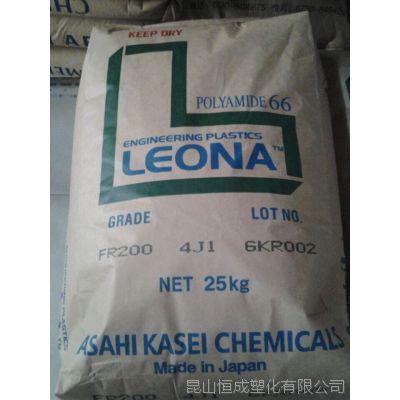 KEEP DRY
POLYAMIDE 66
ENGINEERING PLASTICS
LEONA™
GRADE LOT NO.
FR200 4J1 6KR002
NET 25kg
ASAHI KASEI CHEMICALS
Made in Japan
昆山恒成塑化有限公司